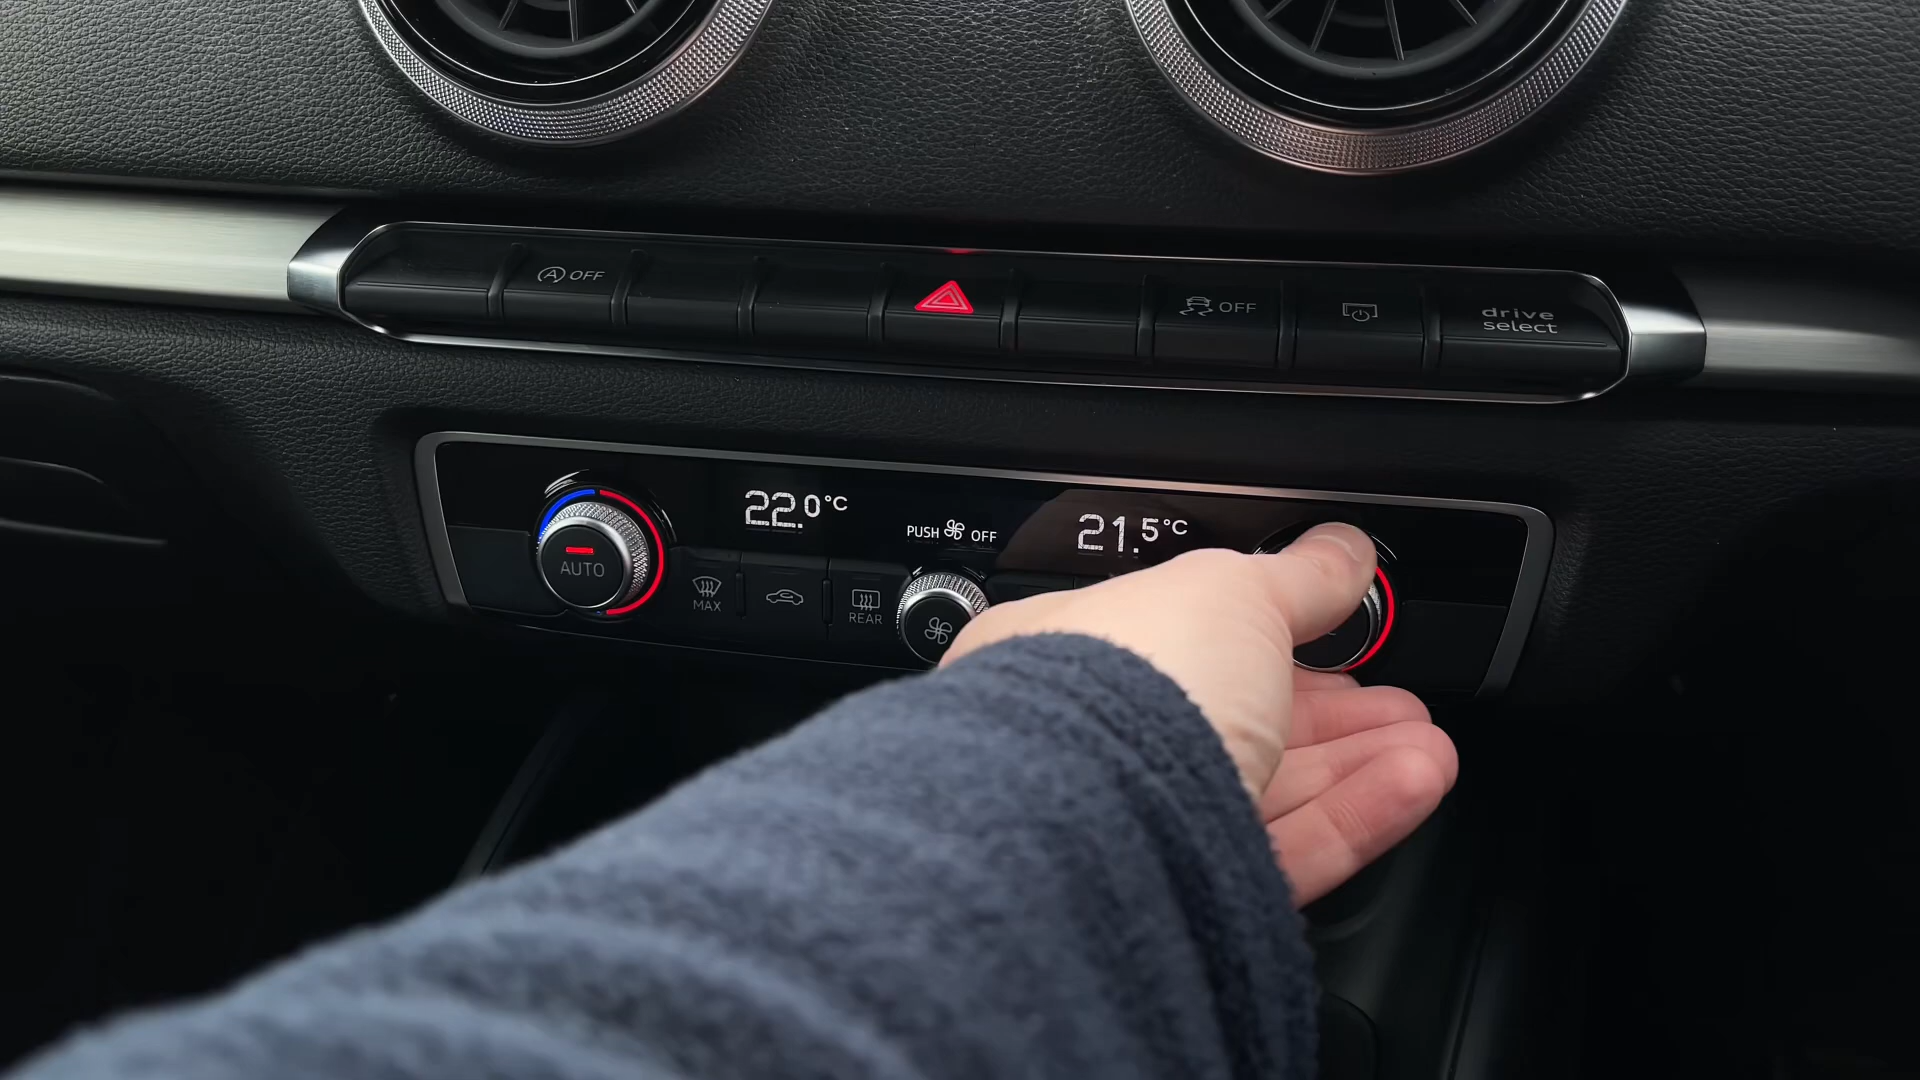 OFF
OFF
drive
select
22.0°C
PUSH OFF
21.5°C
AUTO
MAX
REAR